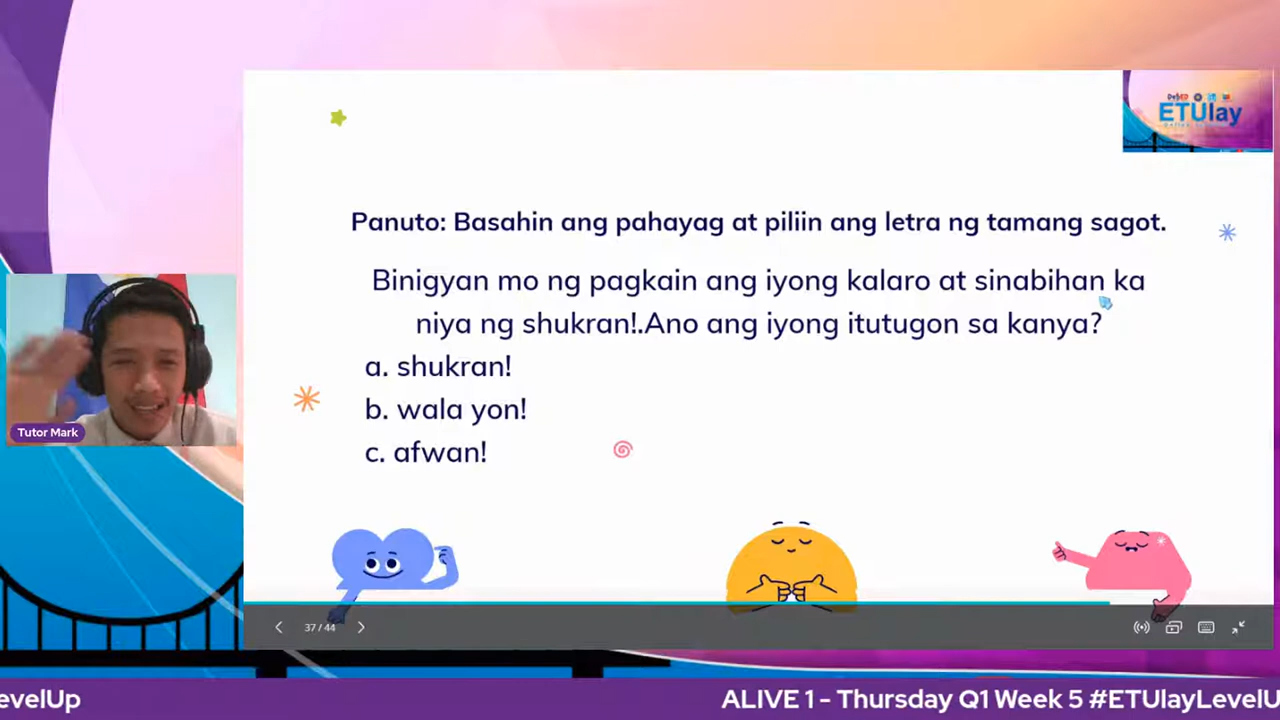 ETUlay
Panuto: Basahin ang pahayag at piliin ang letra ng tamang sagot.
Binigyan mo ng pagkain ang iyong kalaro at sinabihan ka
niya ng shukran!.Ano ang iyong itutugon sa kanya?
a. shukran!
b. wala yon!
c. afwan!
Tutor Mark
37 / 44
evelUp
ALIVE 1 - Thursday Q1 Week 5 #ETUlayLevelU